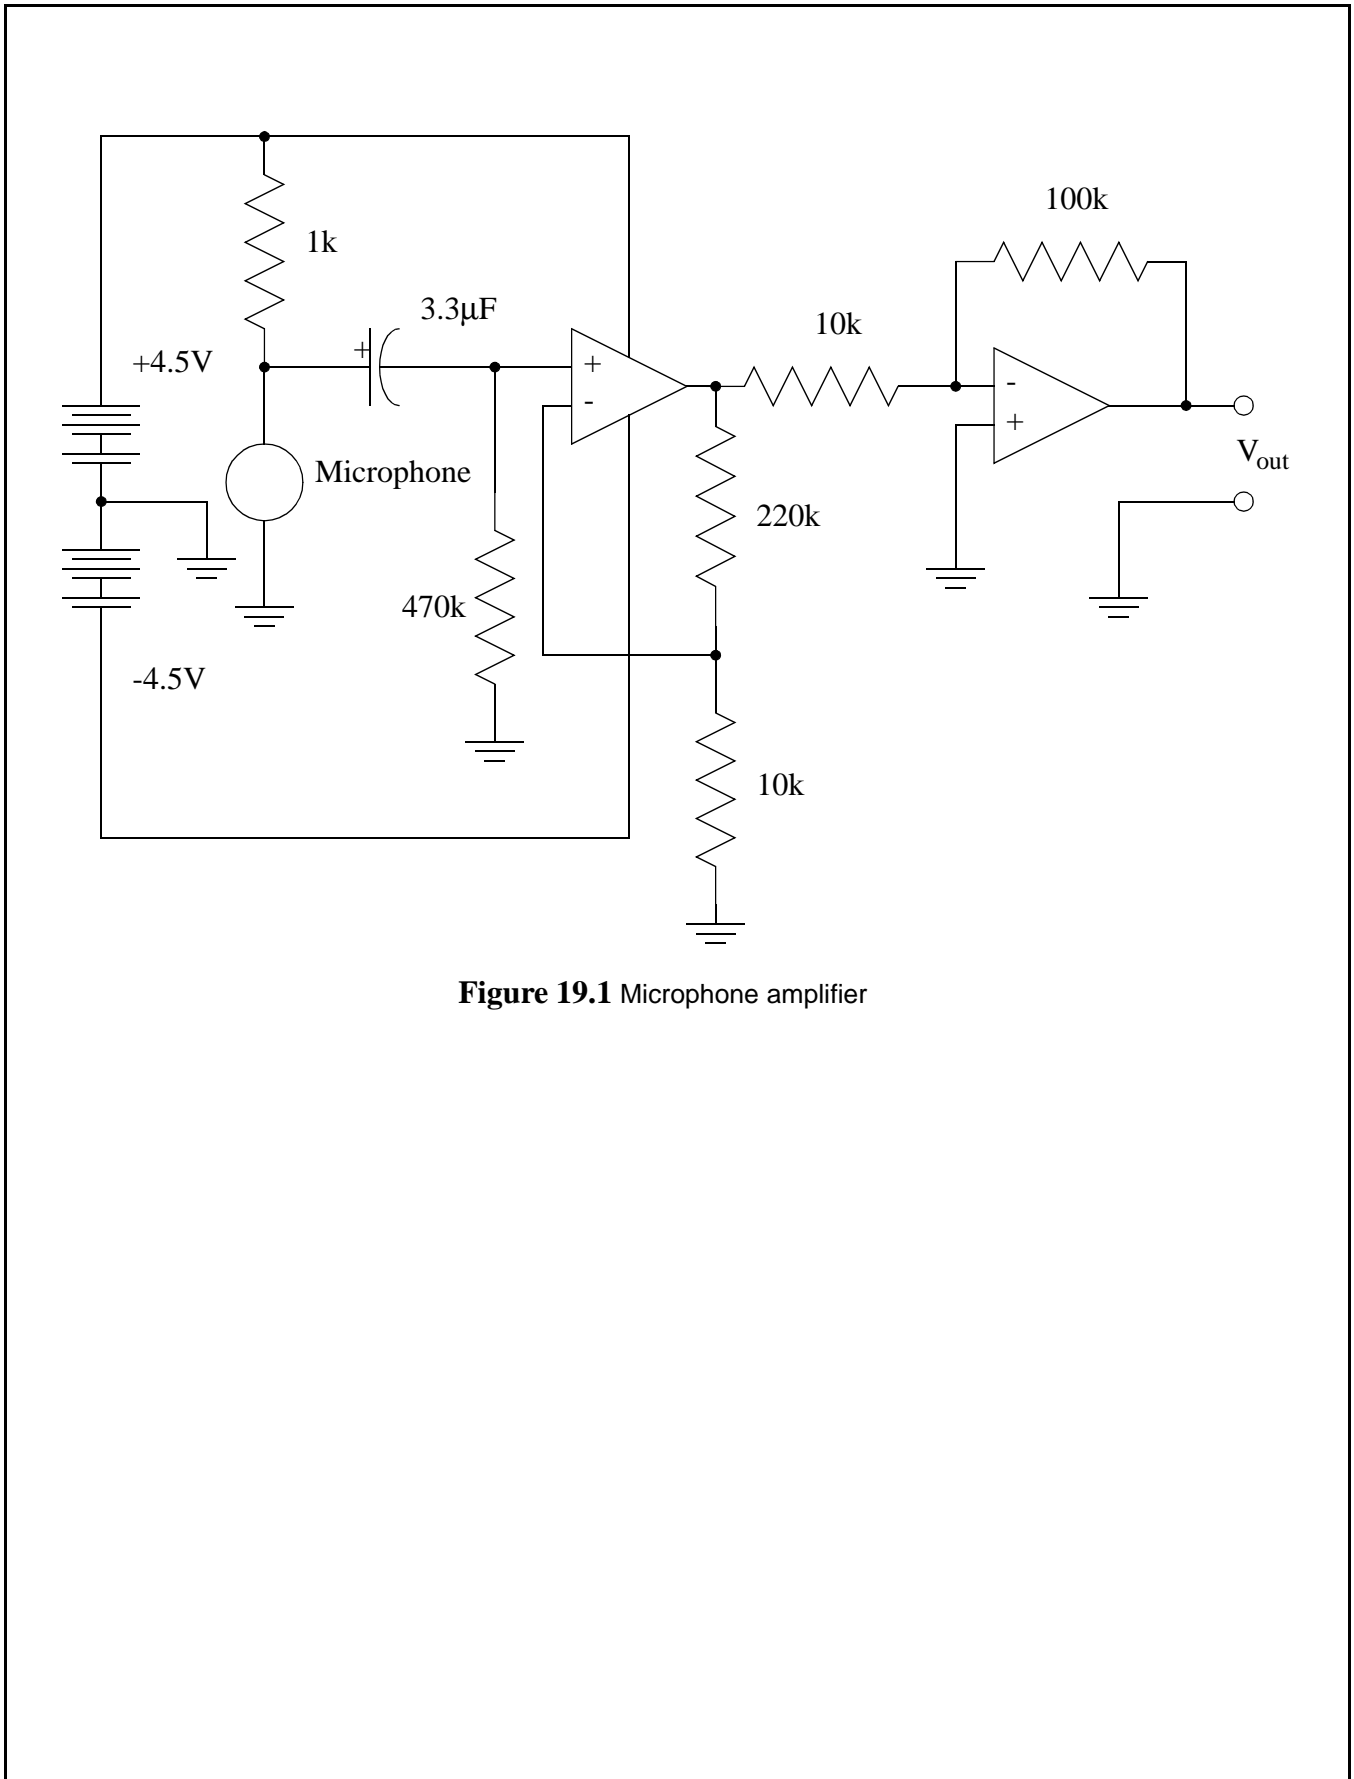 100k
1k
3.3µF
10k
+4.5V
+
+
-
-
+
Microphone
V_out
220k
470k
-4.5V
10k
Figure 19.1 Microphone amplifier